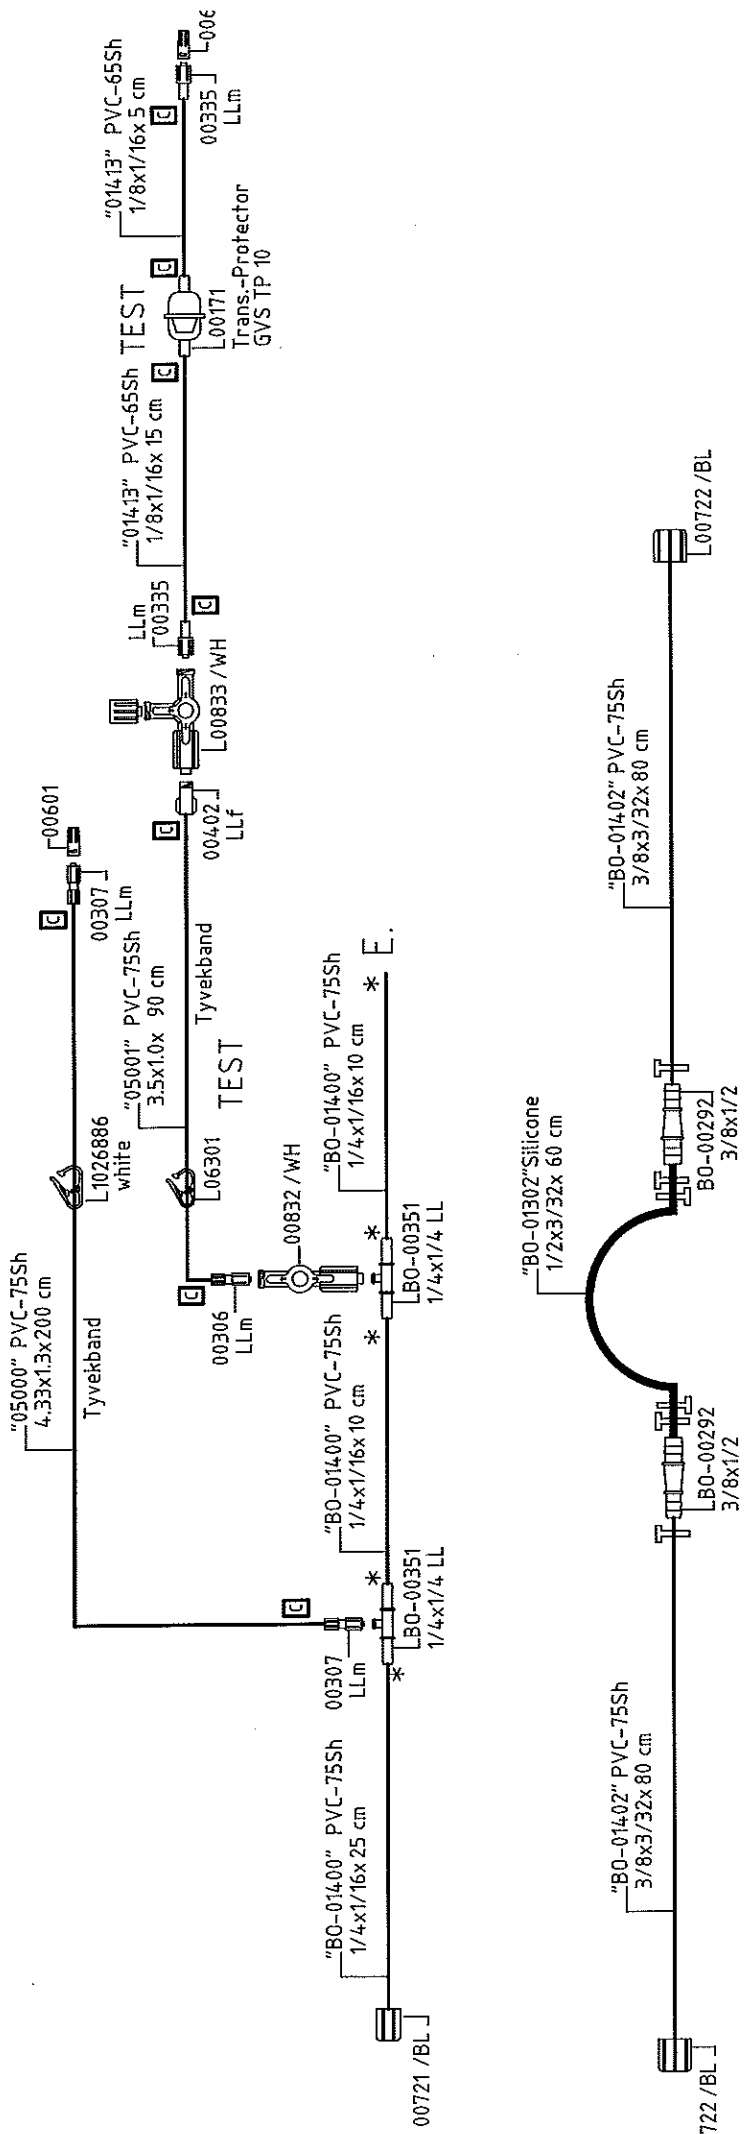 "05000" PVC-75Sh
4.33x1.3x200 cm
Tyvekband
1026886
white
C
00307
LLm
00601
C
00307
LLm
"05001" PVC-75Sh
3.5x1.0x 90 cm
Tyvekband
TEST
06301
C
00306
LLm
C
00402
LLf
00833 /WH
LLm
00335
C
"01413" PVC-65Sh
1/8x1/16x 15 cm
C
TEST
00171
Trans.-Protector
GVS TP 10
C
"01413" PVC-65Sh
1/8x1/16x 5 cm
C
00335
LLm
006
00832 /WH
00721 /BL
"BO-01400" PVC-75Sh
1/4x1/16x 25 cm
*
BO-00351
1/4x1/4 LL
*
"BO-01400" PVC-75Sh
1/4x1/16x 10 cm
*
BO-00351
1/4x1/4 LL
*
"BO-01400" PVC-75Sh
1/4x1/16x 10 cm
*
E.
722 /BL
"BO-01402" PVC-75Sh
3/8x3/32x 80 cm
BO-00292
3/8x1/2
"BO-01302"Silicone
1/2x3/32x 60 cm
BO-00292
3/8x1/2
"BO-01402" PVC-75Sh
3/8x3/32x 80 cm
00722 /BL